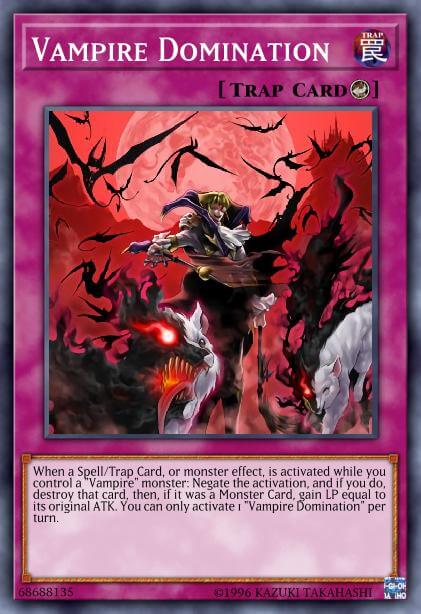 Vampire Domination
TRAP
罠
[Trap Card]
When a Spell/Trap Card, or monster effect, is activated while you
control a "Vampire" monster: Negate the activation, and if you do,
destroy that card, then, if it was a Monster Card, gain LP equal to
its original ATK. You can only activate 1 "Vampire Domination" per
turn.
68688135
©1996 KAZUKI TAKAHASHI